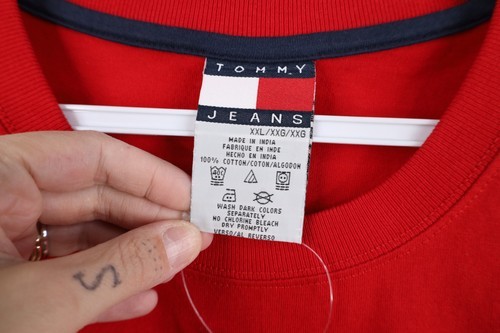 TOMMY
JEANS
XXL/XXG/XXG
MADE IN INDIA
FABRIQUE EN INDE
HECHO EN INDIA
100% COTTON/COTON/ALGODON
40C
WASH DARK COLORS
SEPARATELY
NO CHLORINE BLEACH
DRY PROMPTLY
VERSO/AL REVERSO
S